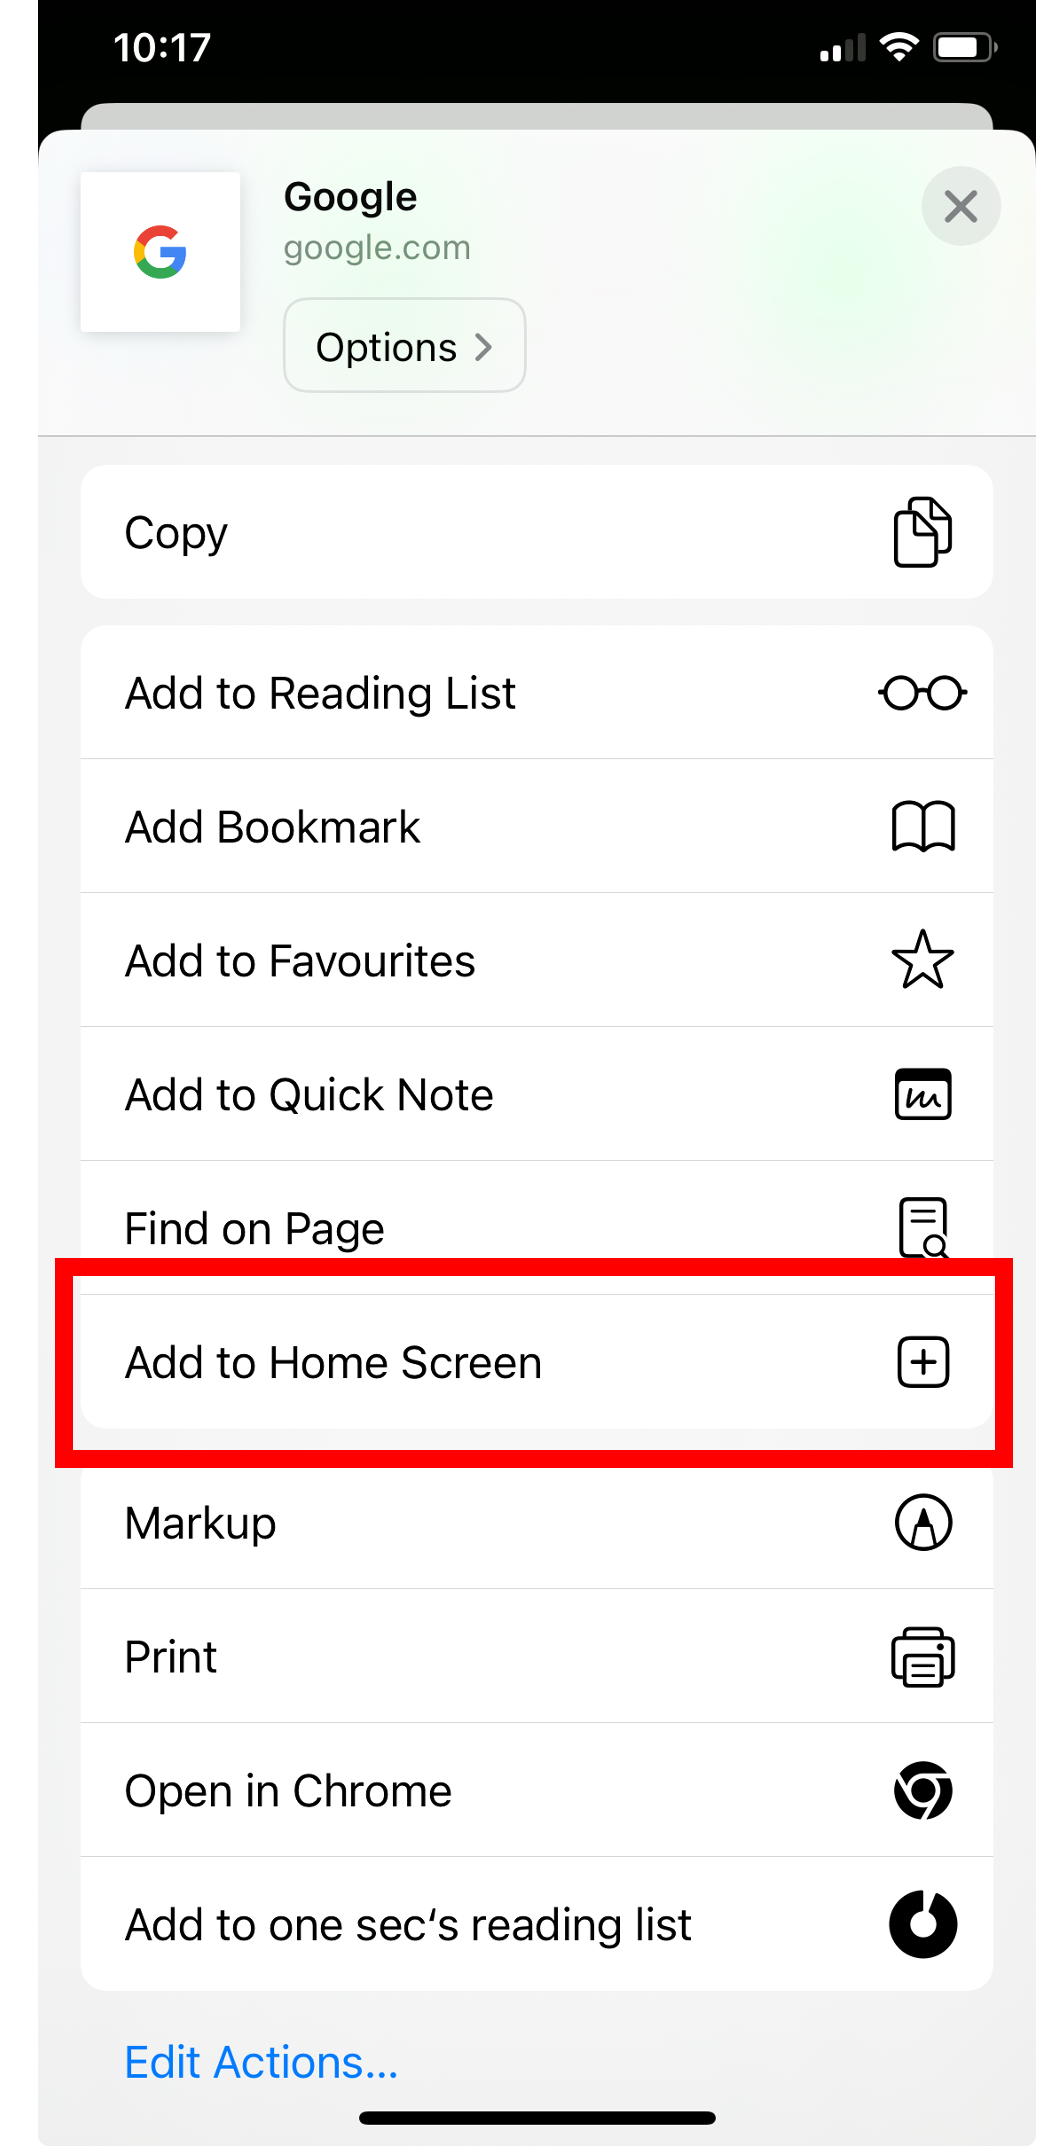 10:17
Google
google.com
Options
Copy
Add to Reading List
Add Bookmark
Add to Favourites
Add to Quick Note
Find on Page
Add to Home Screen
Markup
Print
Open in Chrome
Add to one sec‘s reading list
Edit Actions...